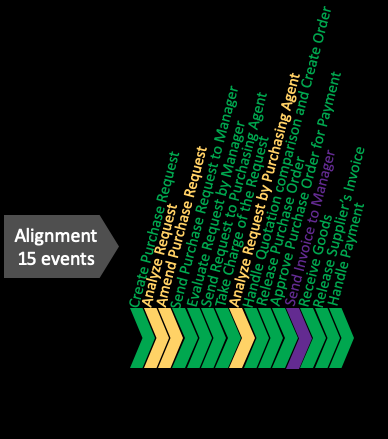 Alignment
15 events
Create Purchase Request
Analyze Request
Amend Purchase Request
Send Purchase Request to Manager
Evaluate Request by Manager
Send Request to Purchasing Agent
Take Charge of the Request
Analyze Request by Purchasing Agent
Handle Quotation Comparison and Create Order
Release Purchase Order
Approve Purchase Order for Payment
Send Invoice to Manager
Receive Goods
Release Supplier's Invoice
Handle Payment